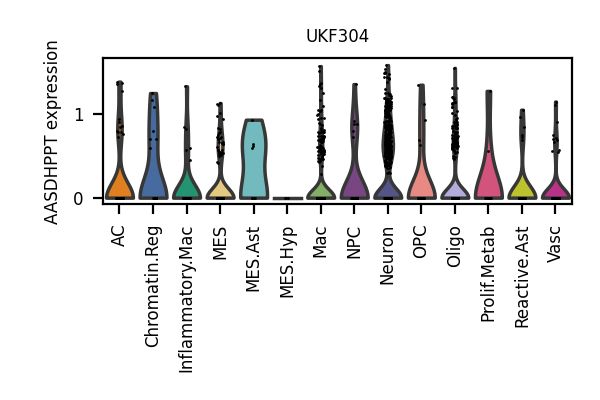 UKF304
AASDHPPT expression
1
0
AC
Chromatin.Reg
Inflammatory.Mac
MES
MES.Ast
MES.Hyp
Mac
NPC
Neuron
OPC
Oligo
Prolif.Metab
Reactive.Ast
Vasc